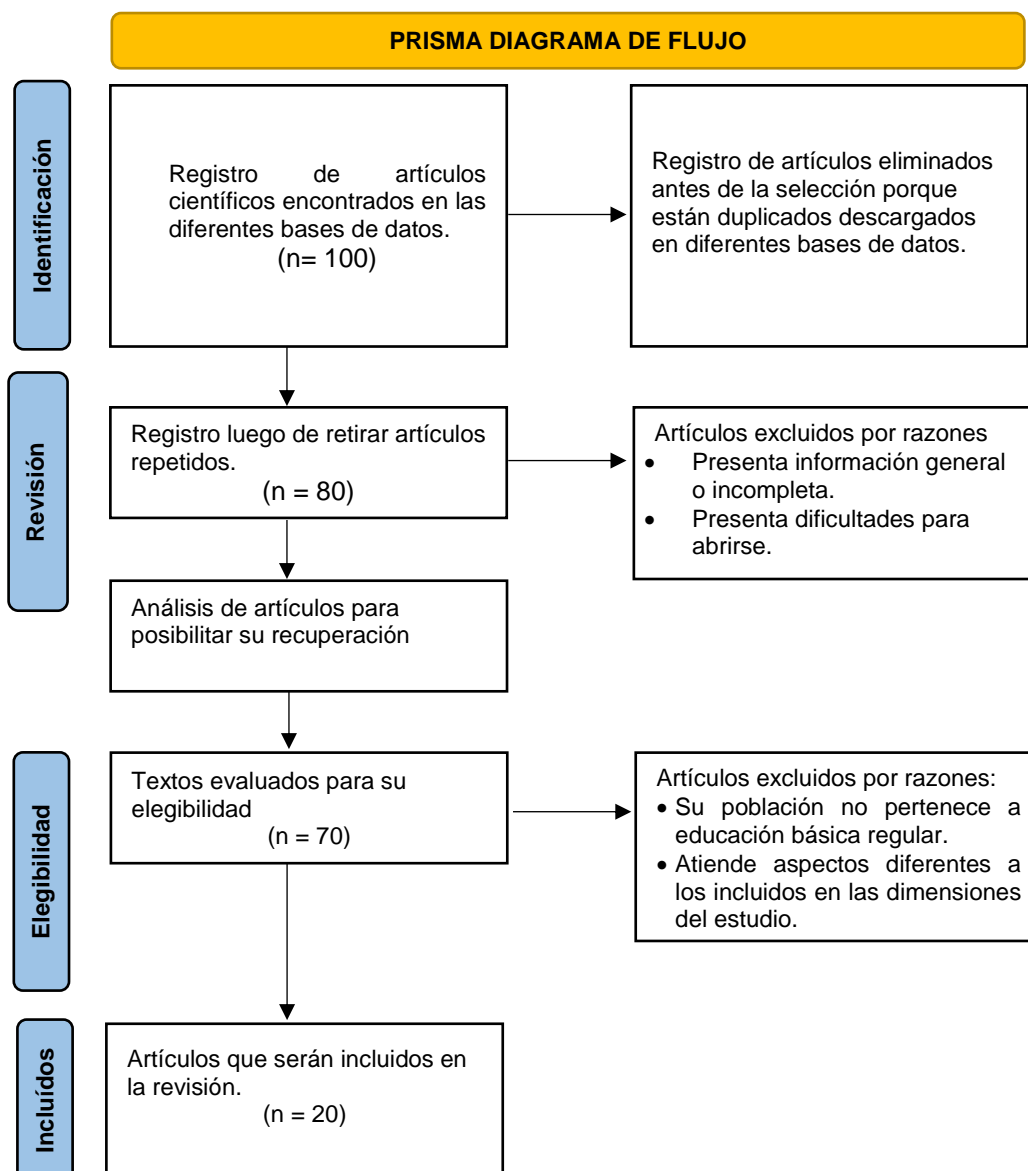 PRISMA DIAGRAMA DE FLUJO
Identificación
Registro de artículos
científicos encontrados en las
diferentes bases de datos.
(n= 100)
Registro de artículos eliminados
antes de la selección porque
están duplicados descargados
en diferentes bases de datos.
Revisión
Registro luego de retirar artículos
repetidos.
(n = 80)
Artículos excluidos por razones
• Presenta información general
o incompleta.
• Presenta dificultades para
abrirse.
Análisis de artículos para
posibilitar su recuperación
Elegibilidad
Textos evaluados para su
elegibilidad
(n = 70)
Artículos excluidos por razones:
• Su población no pertenece a
educación básica regular.
• Atiende aspectos diferentes a
los incluidos en las dimensiones
del estudio.
Incluídos
Artículos que serán incluidos en
la revisión.
(n = 20)